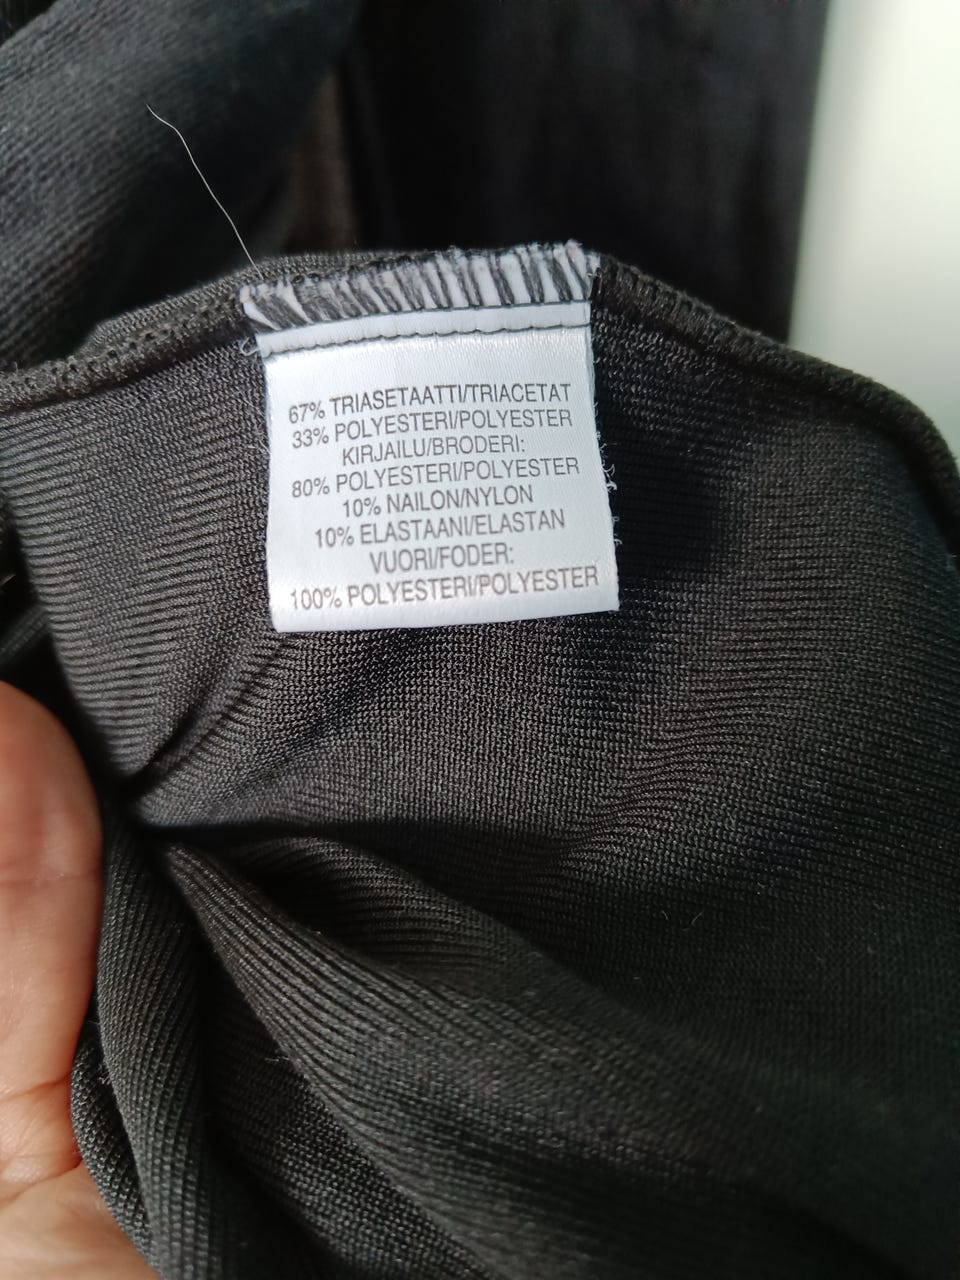 67% TRIASETAATTI/TRIACETAT
33% POLYESTERI/POLYESTER
KIRJAILU/BRODERI:
80% POLYESTERI/POLYESTER
10% NAILON/NYLON
10% ELASTAANI/ELASTAN
VUORI/FODER:
100% POLYESTERI/POLYESTER